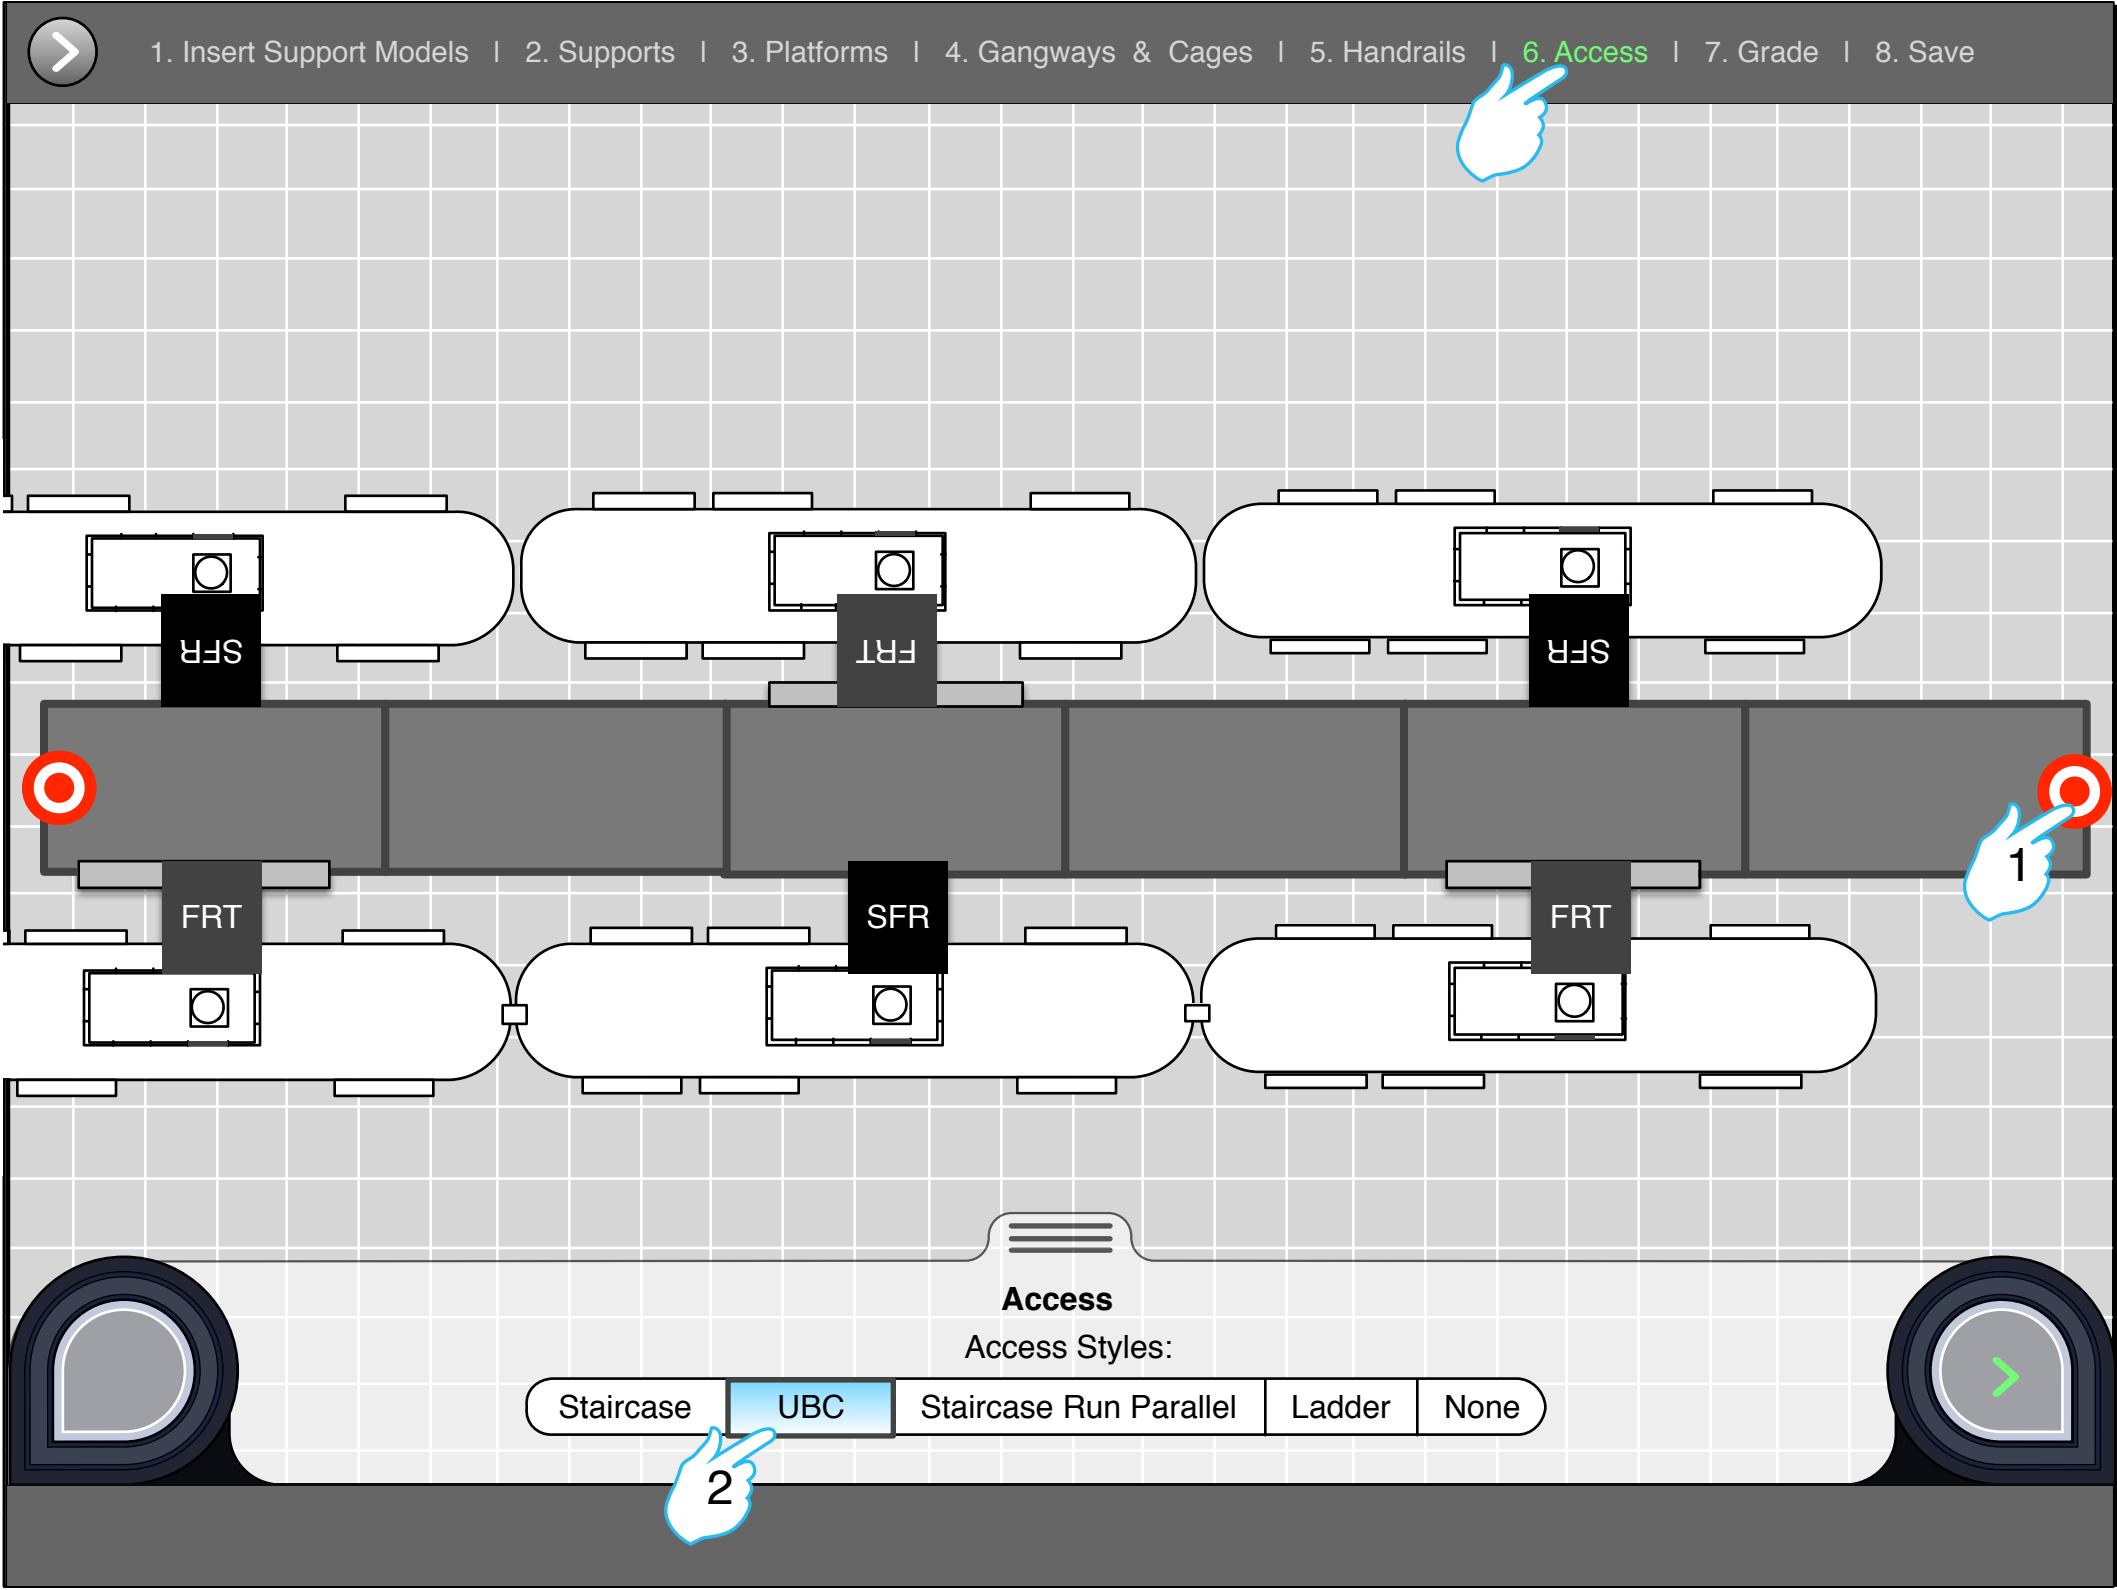 1. Insert Support Models | 2. Supports | 3. Platforms | 4. Gangways & Cages | 5. Handrails | 6. Access | 7. Grade | 8. Save
SFR FRT SFR
1
FRT SFR FRT
Access
Access Styles:
Staircase UBC Staircase Run Parallel Ladder None
2